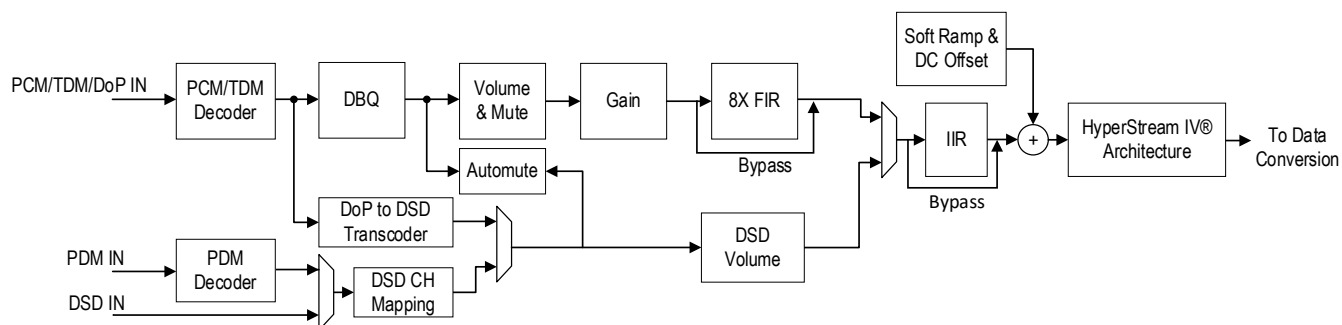 Soft Ramp &
DC Offset
PCM/TDM/DoP IN
PCM/TDM
Decoder
DBQ
Volume
& Mute
Gain
8X FIR
Bypass
IIR
Bypass
+
HyperStream IV®
Architecture
To Data
Conversion
Automute
DoP to DSD
Transcoder
PDM IN
PDM
Decoder
DSD IN
DSD CH
Mapping
DSD
Volume